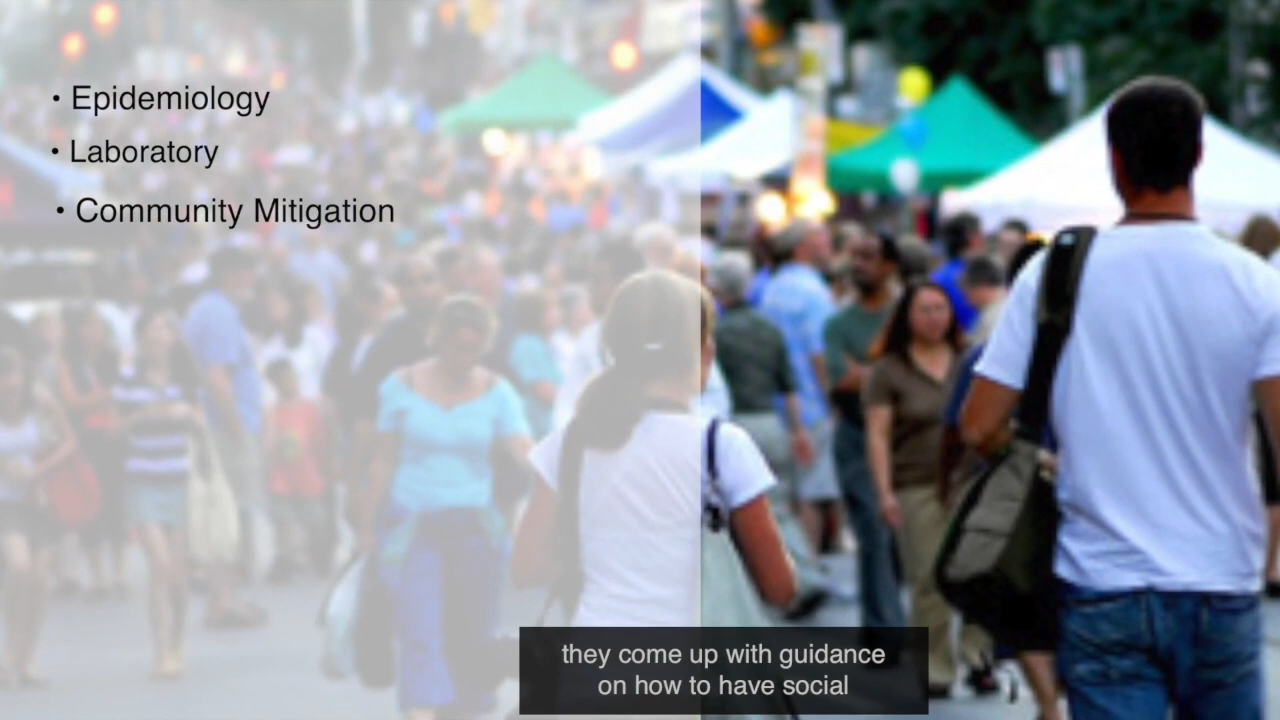 • Epidemiology
• Laboratory
• Community Mitigation
they come up with guidance
on how to have social